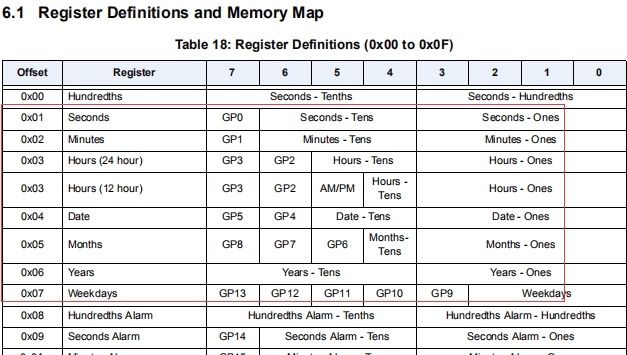 6.1 Register Definitions and Memory Map
Table 18: Register Definitions (0x00 to 0x0F)
Offset Register 7 6 5 4 3 2 1 0
0x00 Hundredths Seconds - Tenths Seconds - Hundredths
0x01 Seconds GP0 Seconds - Tens Seconds - Ones
0x02 Minutes GP1 Minutes - Tens Minutes - Ones
0x03 Hours (24 hour) GP3 GP2 Hours - Tens Hours - Ones
0x03 Hours (12 hour) GP3 GP2 AM/PM Hours - Tens Hours - Ones
0x04 Date GP5 GP4 Date - Tens Date - Ones
0x05 Months GP8 GP7 GP6 Months- Tens Months - Ones
0x06 Years Years - Tens Years - Ones
0x07 Weekdays GP13 GP12 GP11 GP10 GP9 Weekdays
0x08 Hundredths Alarm Hundredths Alarm - Tenths Hundredths Alarm - Hundredths
0x09 Seconds Alarm GP14 Seconds Alarm - Tens Seconds Alarm - Ones